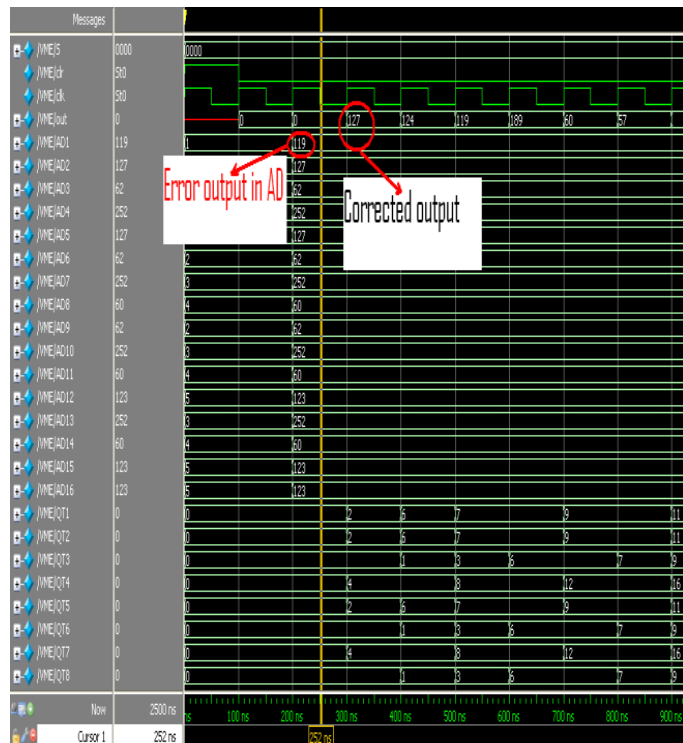 Messages
/VME/S 0000 0000
/VME/clr St0
/VME/clk St0
/VME/out 0 0 0 127 124 119 189 60 57
/VME/AD1 119 1 119
/VME/AD2 127 127
/VME/AD3 62 62
/VME/AD4 252 252
/VME/AD5 127 127
Error output in AD
Corrected output
/VME/AD6 62 2 62
/VME/AD7 252 3 252
/VME/AD8 60 4 60
/VME/AD9 62 2 62
/VME/AD10 252 3 252
/VME/AD11 60 4 60
/VME/AD12 123 5 123
/VME/AD13 252 3 252
/VME/AD14 60 4 60
/VME/AD15 123 5 123
/VME/AD16 123 5 123
/VME/QT1 0 0 2 6 7 9 11
/VME/QT2 0 0 2 6 7 9 11
/VME/QT3 0 0 1 3 6 7 9
/VME/QT4 0 0 4 8 12 16
/VME/QT5 0 0 2 6 7 9 11
/VME/QT6 0 0 1 3 6 7 9
/VME/QT7 0 0 4 8 12 16
/VME/QT8 0 0 1 3 6 7 9
Now 2500 ns ns 100 ns 200 ns 300 ns 400 ns 500 ns 600 ns 700 ns 800 ns 900 ns
Cursor 1 252 ns 252 ns